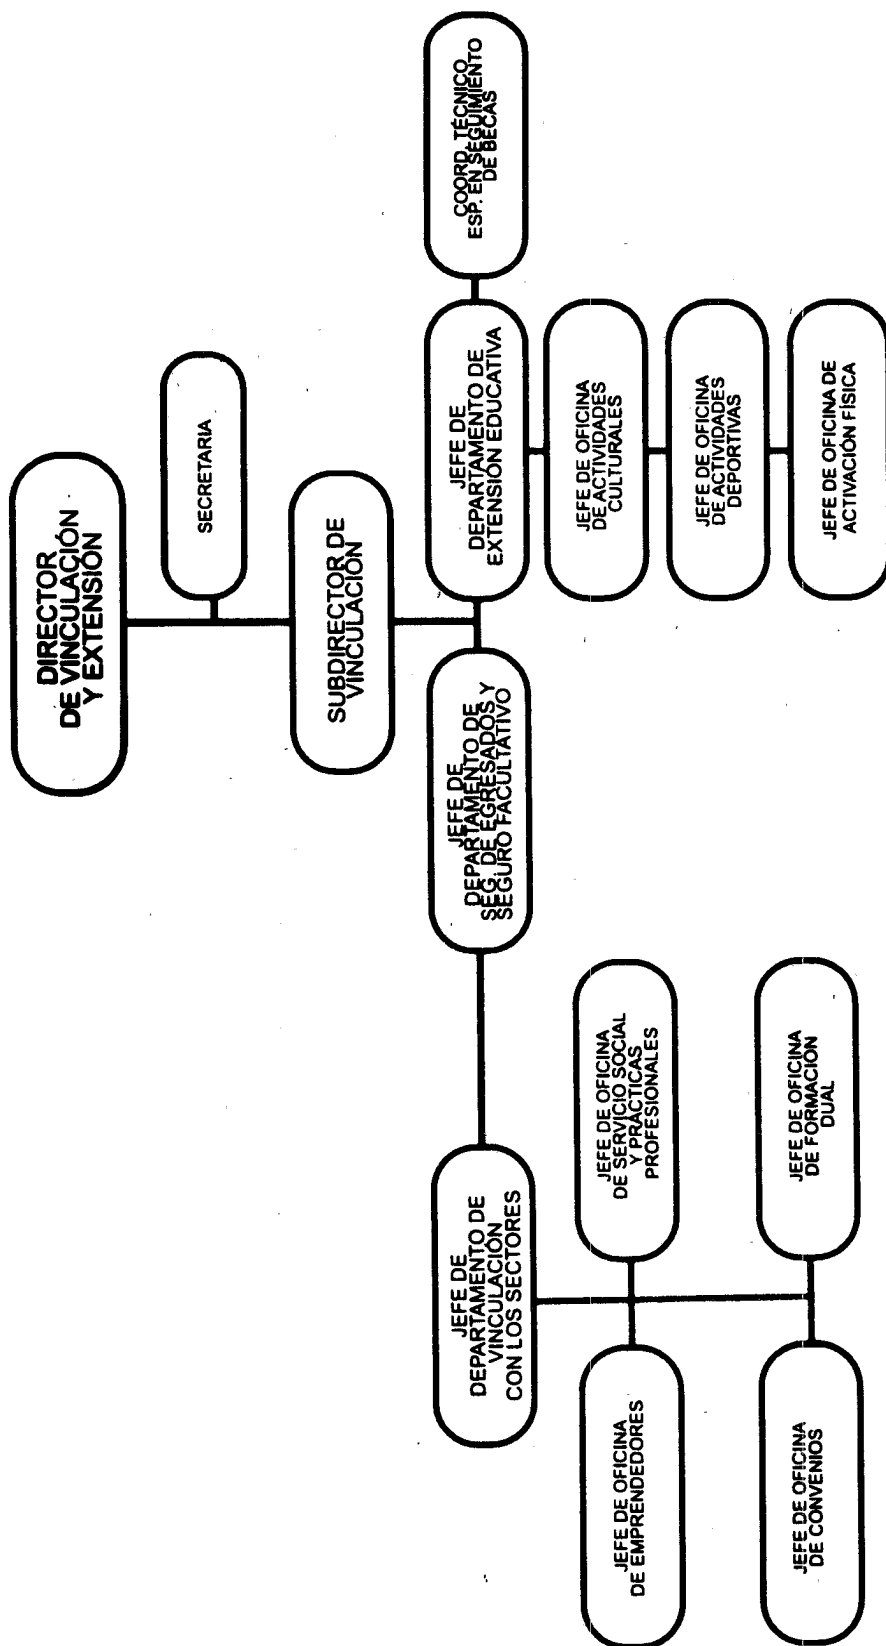 DIRECTOR
DE VINCULACIÓN
Y EXTENSIÓN
SECRETARIA
SUBDIRECTOR DE
VINCULACIÓN
JEFE DE
DEPARTAMENTO DE
VINCULACIÓN
CON LOS SECTORES
JEFE DE
DEPARTAMENTO DE
SEG. DE EGRESADOS Y
SEGURO FACULTATIVO
JEFE DE
DEPARTAMENTO DE
EXTENSIÓN EDUCATIVA
COORD. TÉCNICO
ESP. EN SEGUIMIENTO
DE BECAS
JEFE DE OFICINA
DE EMPRENDEDORES
JEFE DE OFICINA
DE SERVICIO SOCIAL
Y PRÁCTICAS
PROFESIONALES
JEFE DE OFICINA
DE ACTIVIDADES
CULTURALES
JEFE DE OFICINA
DE ACTIVIDADES
DEPORTIVAS
JEFE DE OFICINA
DE CONVENIOS
JEFE DE OFICINA
DE FORMACIÓN
DUAL
JEFE DE OFICINA DE
ACTIVACIÓN FÍSICA